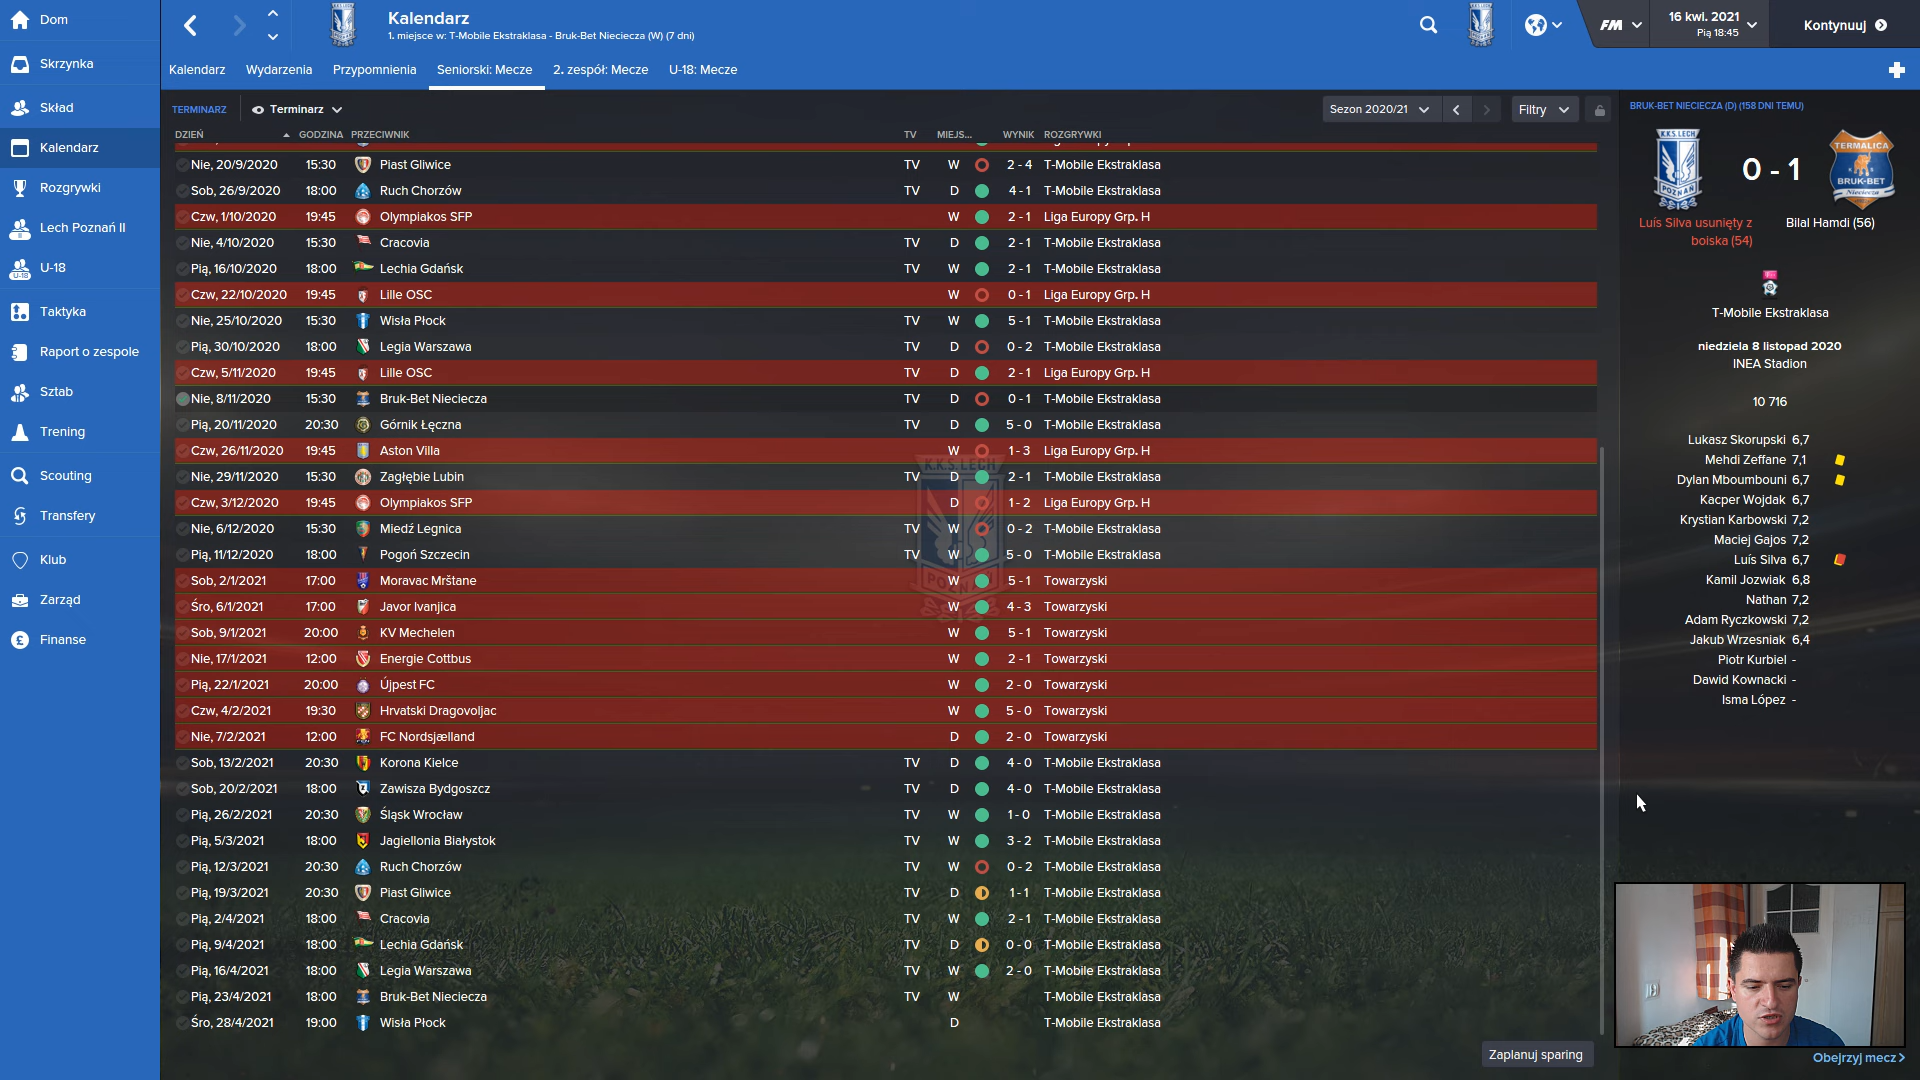 Dom
Skrzynka
Skład
Kalendarz
Rozgrywki
Lech Poznań II
U-18
Taktyka
Raport o zespole
Sztab
Trening
Scouting
Transfery
Klub
Zarząd
Finanse
Kalendarz
1. miejsce w: T-Mobile Ekstraklasa - Bruk-Bet Nieciecza (W) (7 dni)
FM
16 kwi. 2021
Pią 18:45
Kontynuuj
Kalendarz Wydarzenia Przypomnienia Seniorski: Mecze 2. zespół: Mecze U-18: Mecze
TERMINARZ Terminarz Sezon 2020/21 Filtry
DZIEŃ GODZINA PRZECIWNIK TV MIEJS... WYNIK ROZGRYWKI
Nie, 20/9/2020 15:30 Piast Gliwice TV W 2 - 4 T-Mobile Ekstraklasa
Sob, 26/9/2020 18:00 Ruch Chorzów TV D 4 - 1 T-Mobile Ekstraklasa
Czw, 1/10/2020 19:45 Olympiakos SFP W 2 - 1 Liga Europy Grp. H
Nie, 4/10/2020 15:30 Cracovia TV D 2 - 1 T-Mobile Ekstraklasa
Pią, 16/10/2020 18:00 Lechia Gdańsk TV W 2 - 1 T-Mobile Ekstraklasa
Czw, 22/10/2020 19:45 Lille OSC W 0 - 1 Liga Europy Grp. H
Nie, 25/10/2020 15:30 Wisła Płock TV W 5 - 1 T-Mobile Ekstraklasa
Pią, 30/10/2020 18:00 Legia Warszawa TV D 0 - 2 T-Mobile Ekstraklasa
Czw, 5/11/2020 19:45 Lille OSC TV D 2 - 1 Liga Europy Grp. H
Nie, 8/11/2020 15:30 Bruk-Bet Nieciecza TV D 0 - 1 T-Mobile Ekstraklasa
Pią, 20/11/2020 20:30 Górnik Łęczna TV D 5 - 0 T-Mobile Ekstraklasa
Czw, 26/11/2020 19:45 Aston Villa W 1 - 3 Liga Europy Grp. H
Nie, 29/11/2020 15:30 Zagłębie Lubin TV D 2 - 1 T-Mobile Ekstraklasa
Czw, 3/12/2020 19:45 Olympiakos SFP D 1 - 2 Liga Europy Grp. H
Nie, 6/12/2020 15:30 Miedź Legnica TV W 0 - 2 T-Mobile Ekstraklasa
Pią, 11/12/2020 18:00 Pogoń Szczecin TV W 5 - 0 T-Mobile Ekstraklasa
Sob, 2/1/2021 17:00 Moravac Mrštane W 5 - 1 Towarzyski
Śro, 6/1/2021 17:00 Javor Ivanjica W 4 - 3 Towarzyski
Sob, 9/1/2021 20:00 KV Mechelen W 5 - 1 Towarzyski
Nie, 17/1/2021 12:00 Energie Cottbus W 2 - 1 Towarzyski
Pią, 22/1/2021 20:00 Újpest FC W 2 - 0 Towarzyski
Czw, 4/2/2021 19:30 Hrvatski Dragovoljac W 5 - 0 Towarzyski
Nie, 7/2/2021 12:00 FC Nordsjælland D 2 - 0 Towarzyski
Sob, 13/2/2021 20:30 Korona Kielce TV D 4 - 0 T-Mobile Ekstraklasa
Sob, 20/2/2021 18:00 Zawisza Bydgoszcz TV D 4 - 0 T-Mobile Ekstraklasa
Pią, 26/2/2021 20:30 Śląsk Wrocław TV W 1 - 0 T-Mobile Ekstraklasa
Pią, 5/3/2021 18:00 Jagiellonia Białystok TV W 3 - 2 T-Mobile Ekstraklasa
Pią, 12/3/2021 20:30 Ruch Chorzów TV W 0 - 2 T-Mobile Ekstraklasa
Pią, 19/3/2021 20:30 Piast Gliwice TV D 1 - 1 T-Mobile Ekstraklasa
Pią, 2/4/2021 18:00 Cracovia TV W 2 - 1 T-Mobile Ekstraklasa
Pią, 9/4/2021 18:00 Lechia Gdańsk TV D 0 - 0 T-Mobile Ekstraklasa
Pią, 16/4/2021 18:00 Legia Warszawa TV W 2 - 0 T-Mobile Ekstraklasa
Pią, 23/4/2021 18:00 Bruk-Bet Nieciecza TV W T-Mobile Ekstraklasa
Śro, 28/4/2021 19:00 Wisła Płock D T-Mobile Ekstraklasa
Zaplanuj sparing
BRUK-BET NIECIECZA (D) (158 DNI TEMU)
K.K.S. LECH
POZNAŃ
0 - 1
TERMALICA
BRUK-BET
Nieciecza
Luís Silva usunięty z
boiska (54)
Bilal Hamdi (56)
T-Mobile Ekstraklasa
niedziela 8 listopad 2020
INEA Stadion
10 716
Lukasz Skorupski 6,7
Mehdi Zeffane 7,1
Dylan Mboumbouni 6,7
Kacper Wojdak 6,7
Krystian Karbowski 7,2
Maciej Gajos 7,2
Luís Silva 6,7
Kamil Jozwiak 6,8
Nathan 7,2
Adam Ryczkowski 7,2
Jakub Wrzesniak 6,4
Piotr Kurbiel -
Dawid Kownacki -
Isma López -
Obejrzyj mecz